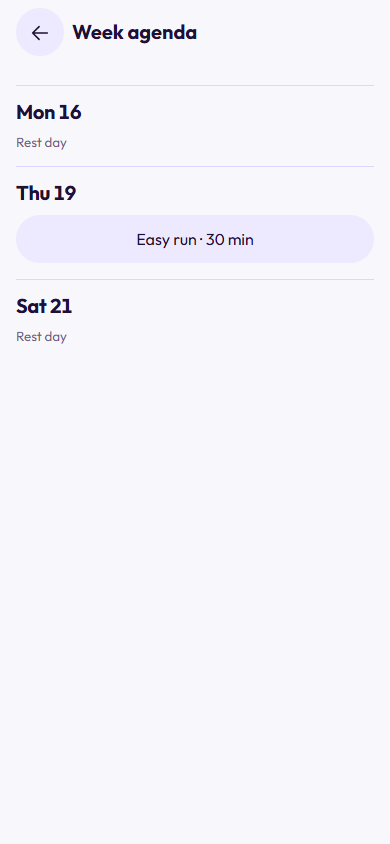 Week agenda
Mon 16
Rest day
Thu 19
Easy run · 30 min
Sat 21
Rest day